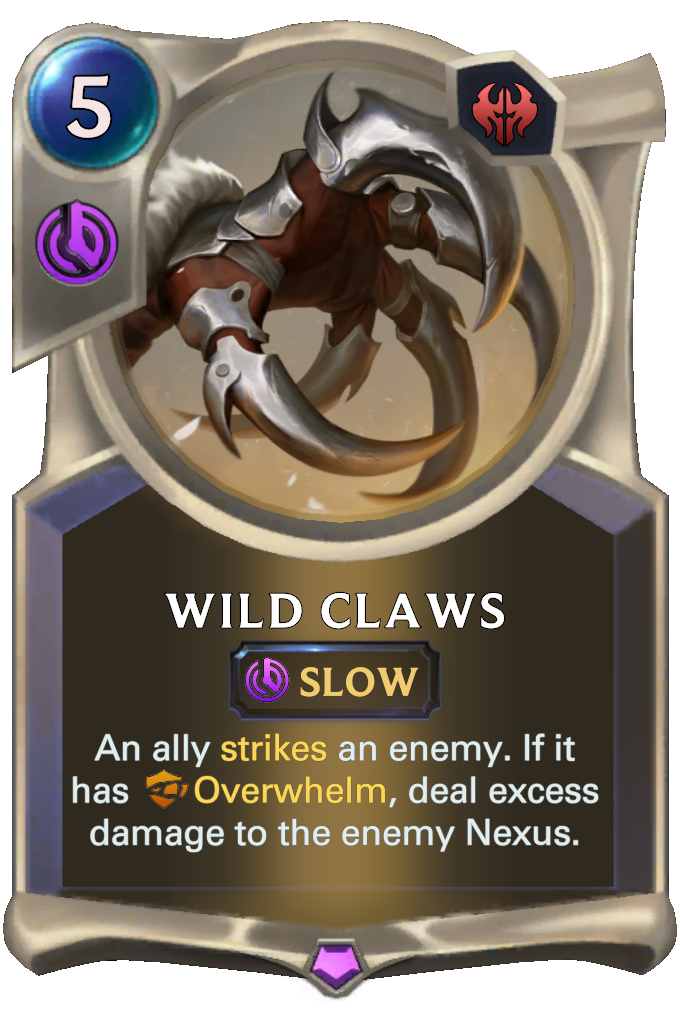 5
WILD CLAWS
SLOW
An ally strikes an enemy. If it
has Overwhelm, deal excess
damage to the enemy Nexus.